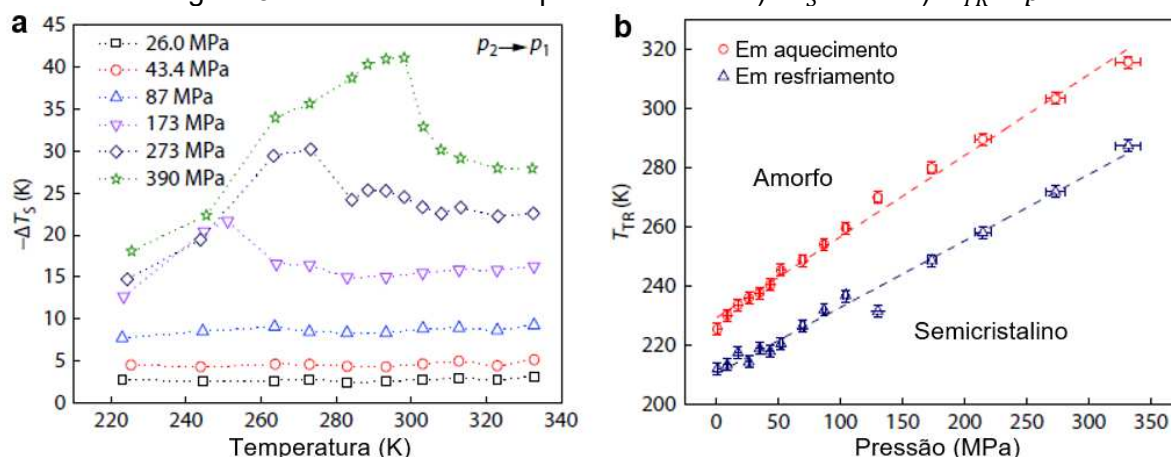 a
b
−ΔT_S (K)
45
40
35
30
25
20
15
10
5
0
26.0 MPa
43.4 MPa
87 MPa
173 MPa
273 MPa
390 MPa
p₂→p₁
220 240 260 280 300 320 340
Temperatura (K)
T_TR (K)
320
300
280
260
240
220
200
Em aquecimento
Em resfriamento
Amorfo
Semicristalino
0 50 100 150 200 250 300 350
Pressão (MPa)